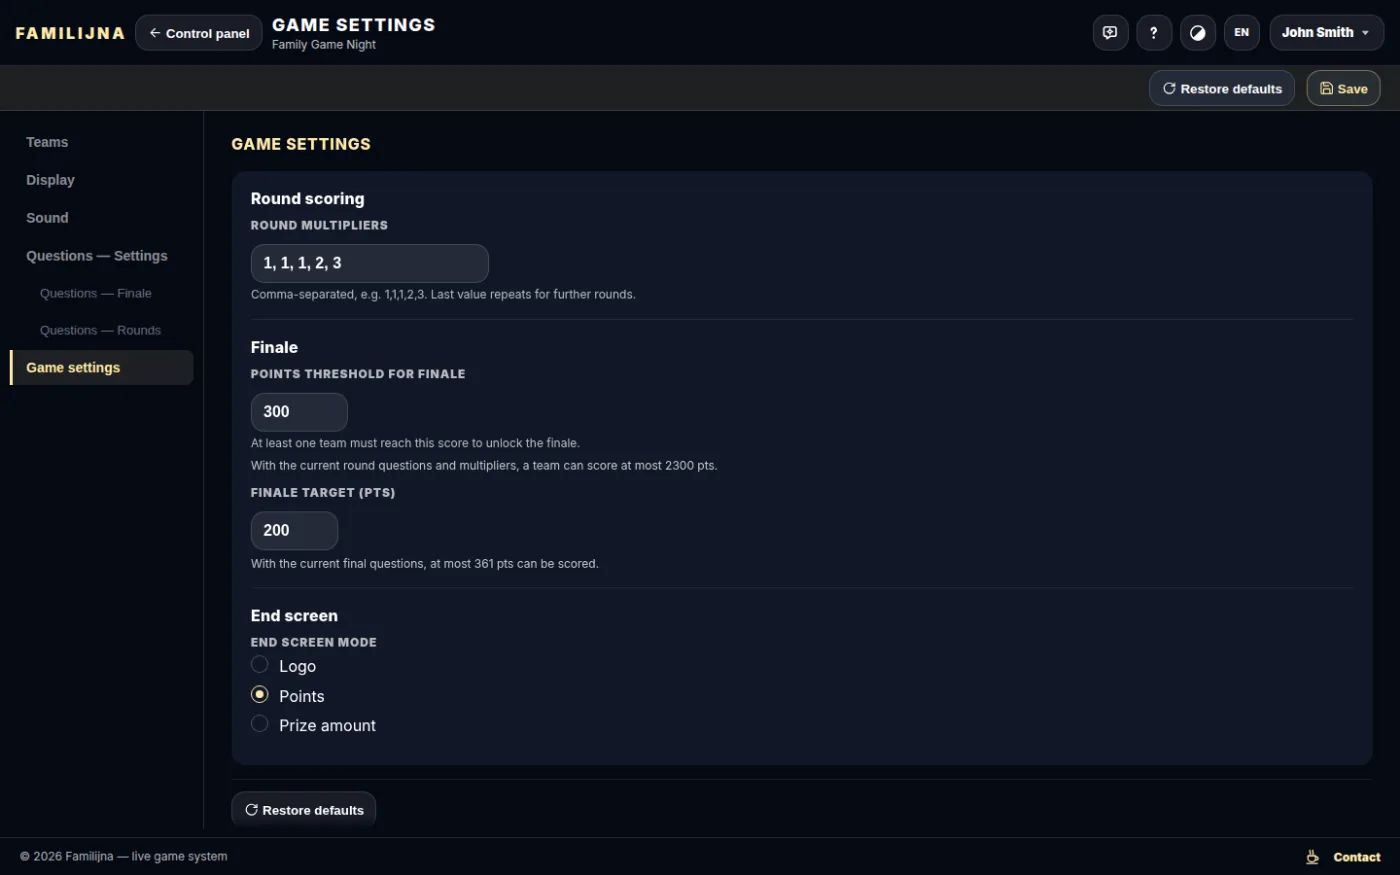 FAMILIJNA
← Control panel
GAME SETTINGS
Family Game Night
?
EN
John Smith
Restore defaults
Save
Teams
Display
Sound
Questions — Settings
Questions — Finale
Questions — Rounds
Game settings
GAME SETTINGS
Round scoring
ROUND MULTIPLIERS
1, 1, 1, 2, 3
Comma-separated, e.g. 1,1,1,2,3. Last value repeats for further rounds.
Finale
POINTS THRESHOLD FOR FINALE
300
At least one team must reach this score to unlock the finale.
With the current round questions and multipliers, a team can score at most 2300 pts.
FINALE TARGET (PTS)
200
With the current final questions, at most 361 pts can be scored.
End screen
END SCREEN MODE
Logo
Points
Prize amount
Restore defaults
© 2026 Familijna — live game system
Contact